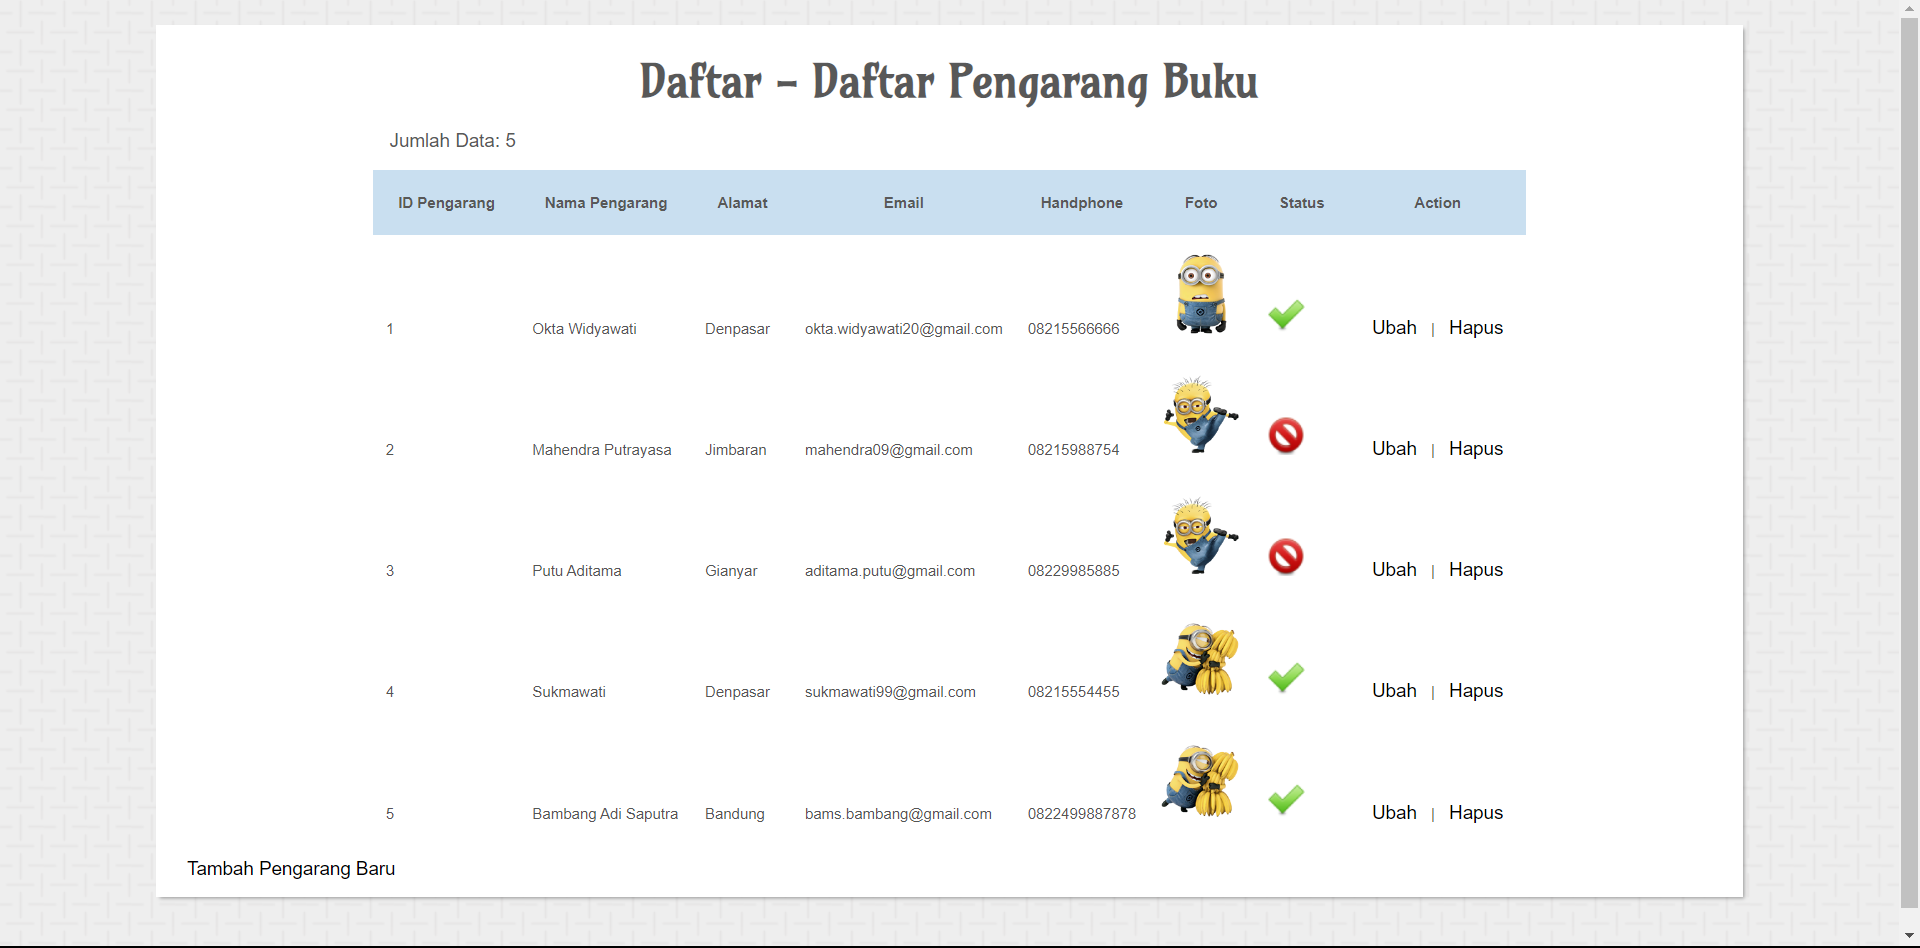 Daftar - Daftar Pengarang Buku
Jumlah Data: 5
ID Pengarang Nama Pengarang Alamat Email Handphone Foto Status Action
1 Okta Widyawati Denpasar okta.widyawati20@gmail.com 08215566666 Ubah | Hapus
2 Mahendra Putrayasa Jimbaran mahendra09@gmail.com 08215988754 Ubah | Hapus
3 Putu Aditama Gianyar aditama.putu@gmail.com 08229985885 Ubah | Hapus
4 Sukmawati Denpasar sukmawati99@gmail.com 08215554455 Ubah | Hapus
5 Bambang Adi Saputra Bandung bams.bambang@gmail.com 0822499887878 Ubah | Hapus
Tambah Pengarang Baru